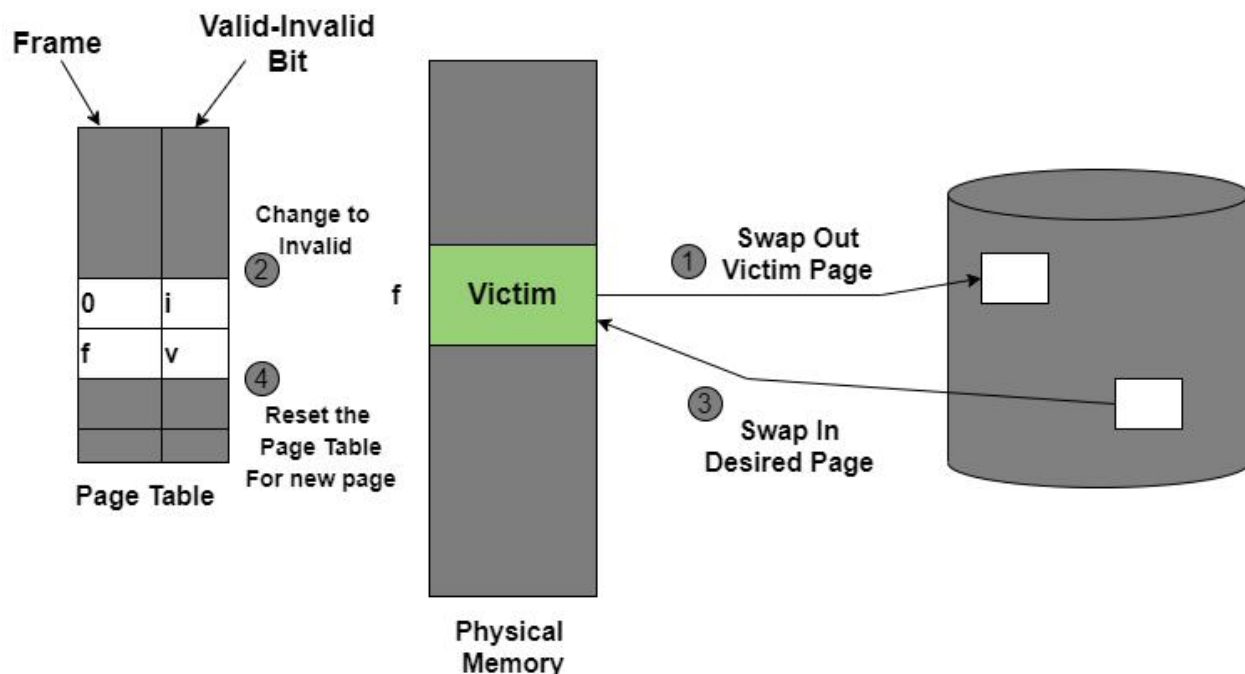 Frame
Valid-Invalid
Bit
Change to
Invalid
2
0 i
f v
4
Reset the
Page Table
For new page
Page Table
f
Victim
Physical
Memory
1
Swap Out
Victim Page
3
Swap In
Desired Page